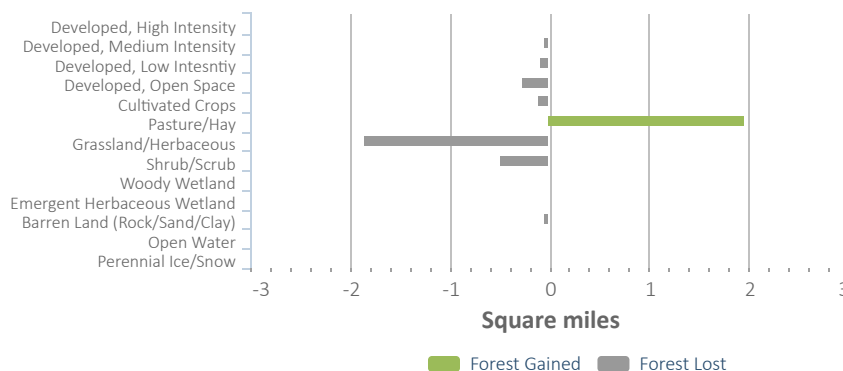 Developed, High Intensity
Developed, Medium Intensity
Developed, Low Intesntiy
Developed, Open Space
Cultivated Crops
Pasture/Hay
Grassland/Herbaceous
Shrub/Scrub
Woody Wetland
Emergent Herbaceous Wetland
Barren Land (Rock/Sand/Clay)
Open Water
Perennial Ice/Snow
-3 -2 -1 0 1 2 3
Square miles
Forest Gained Forest Lost